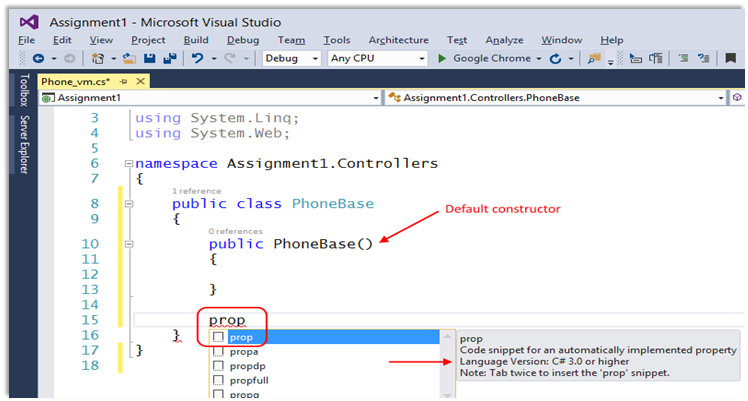 Assignment1 - Microsoft Visual Studio
File Edit View Project Build Debug Team Tools Architecture Test Analyze Window Help
Debug Any CPU Google Chrome
Toolbox
Server Explorer
Phone_vm.cs*
Assignment1 Assignment1.Controllers.PhoneBase
3 using System.Linq;
4 using System.Web;
5
6 namespace Assignment1.Controllers
7 {
1 reference
8 public class PhoneBase
Default constructor
9 {
0 references
10 public PhoneBase()
11 {
12
13 }
14
15 prop
16 }
17 }
18
prop
propa
propdp
propfull
propg
prop
Code snippet for an automatically implemented property
Language Version: C# 3.0 or higher
Note: Tab twice to insert the 'prop' snippet.